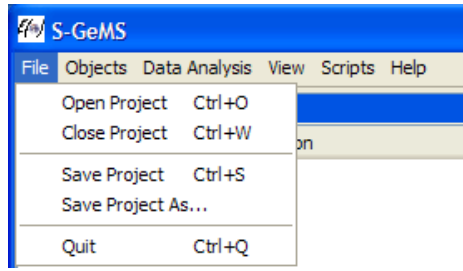 S-GeMS
File Objects Data Analysis View Scripts Help
Open Project Ctrl+O
Close Project Ctrl+W
on
Save Project Ctrl+S
Save Project As...
Quit Ctrl+Q